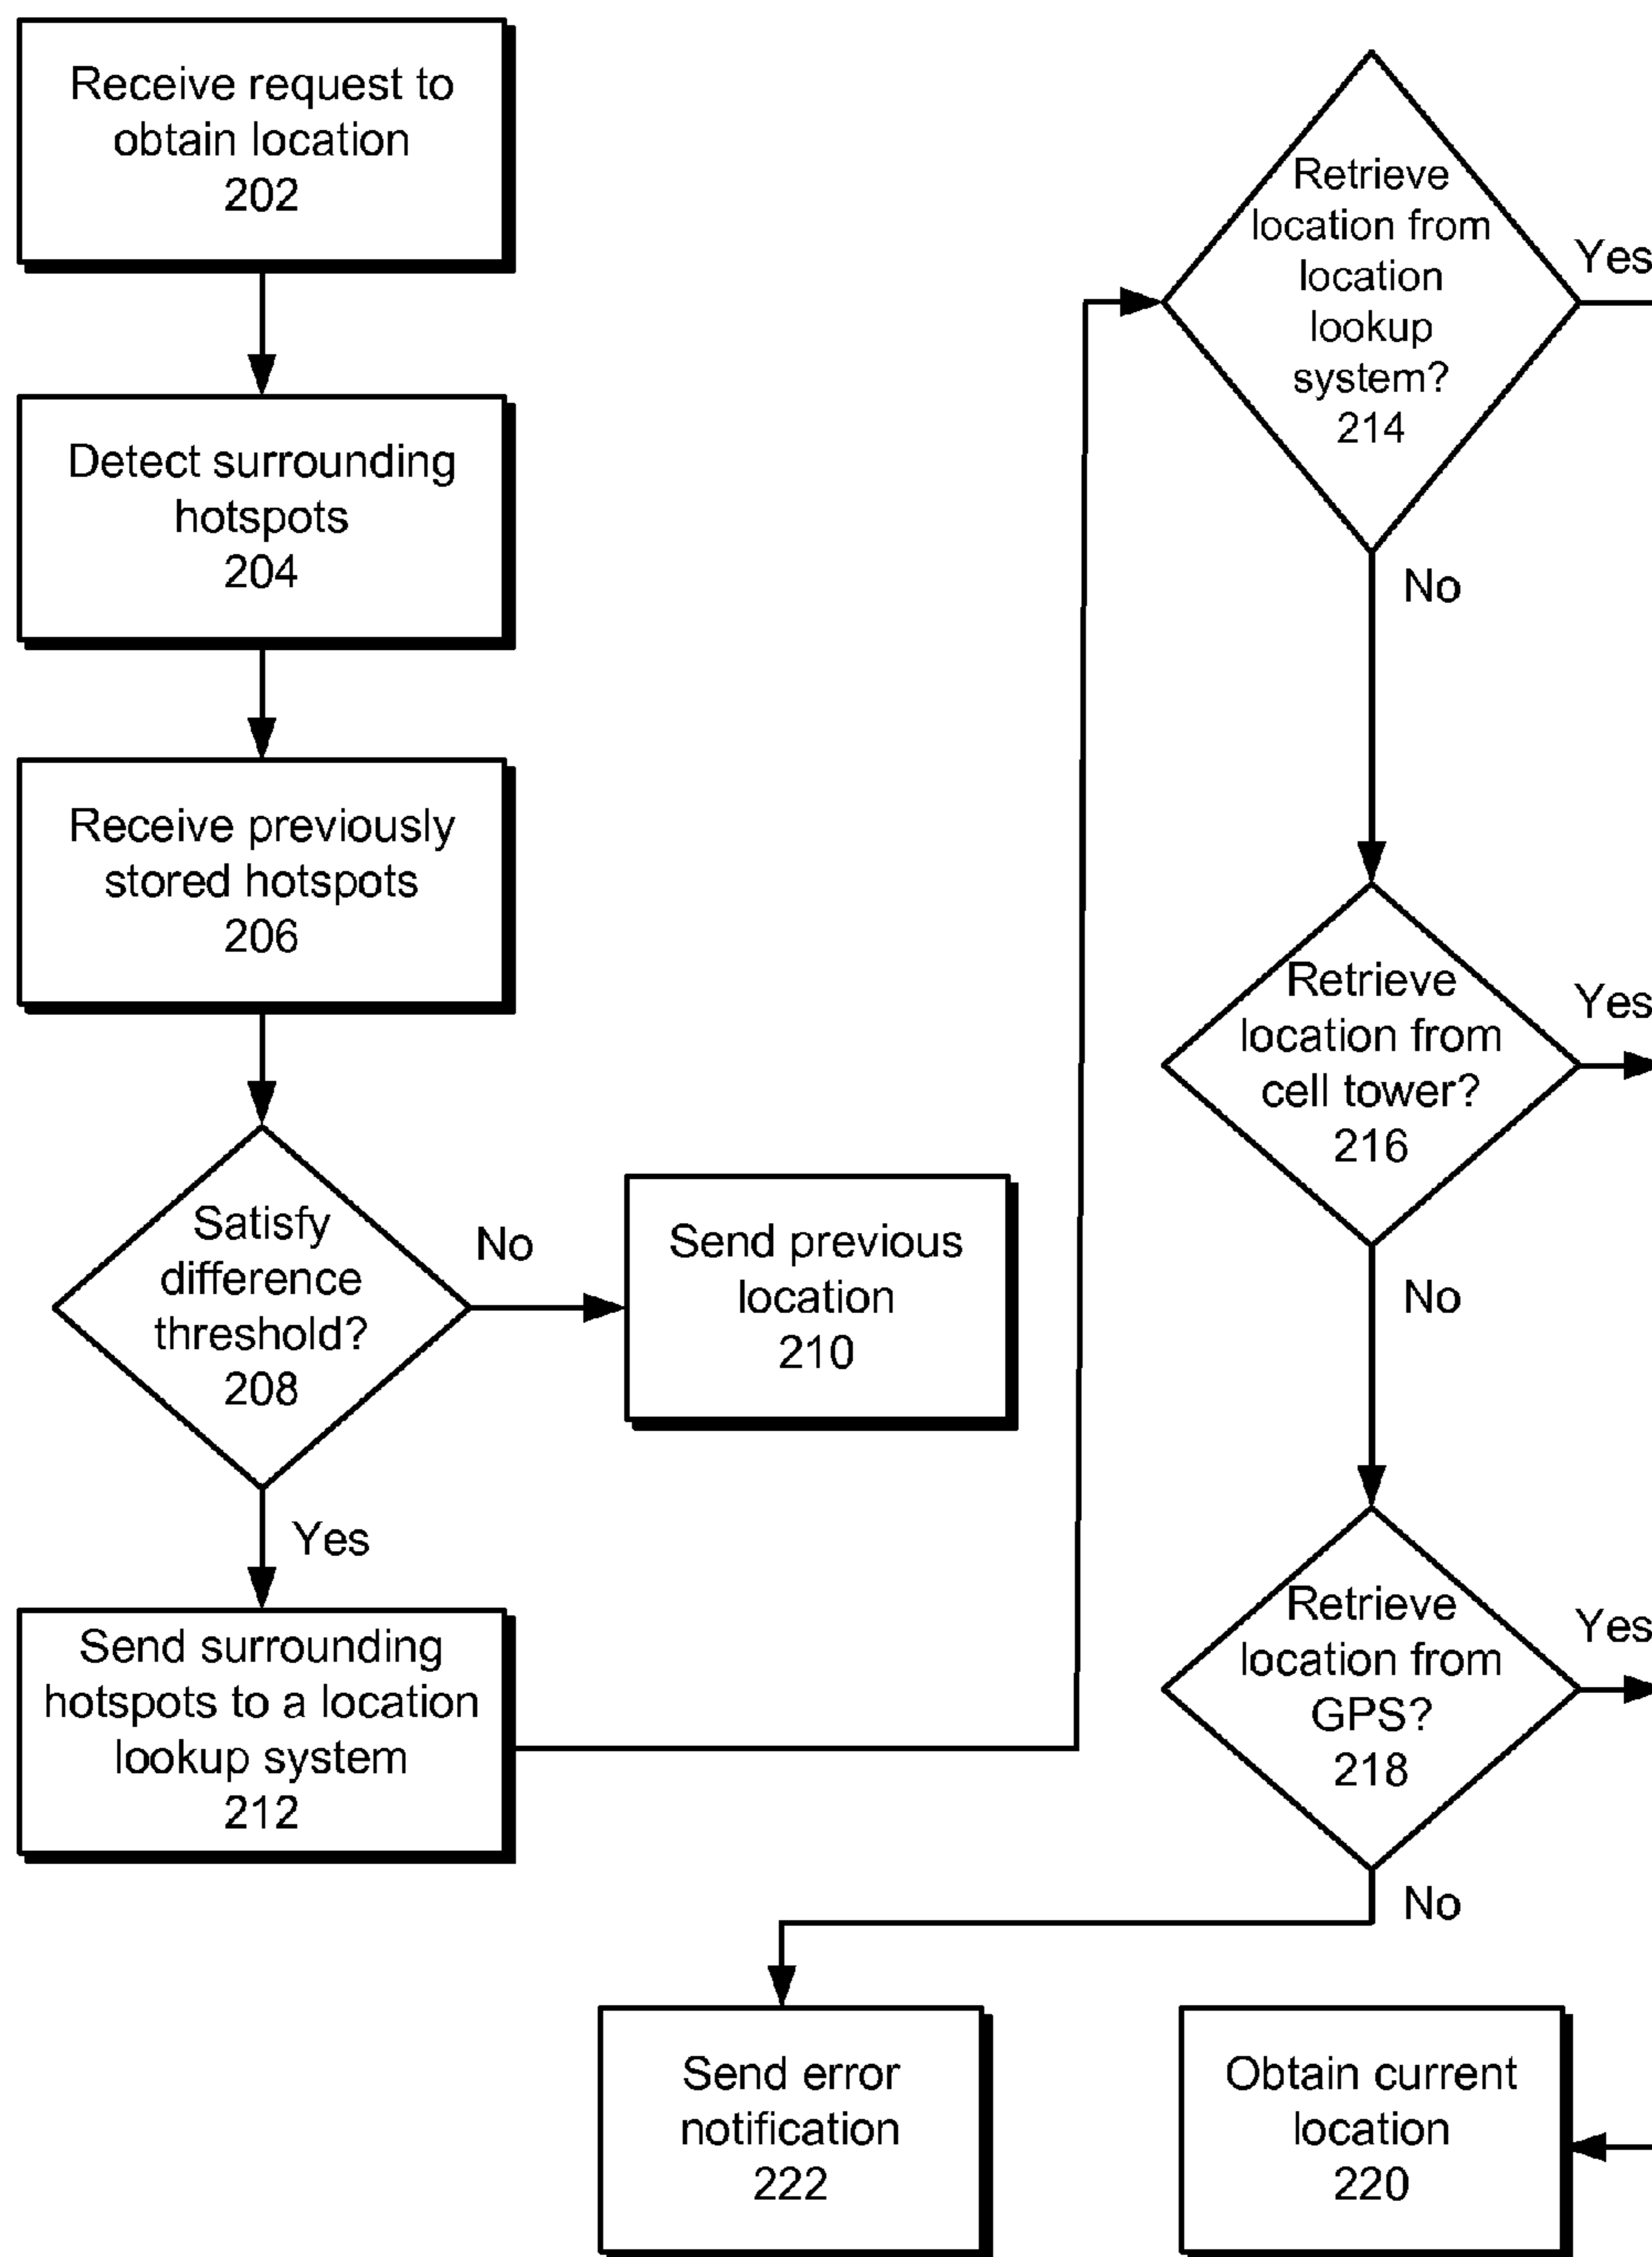 Receive request to
obtain location
202
Detect surrounding
hotspots
204
Receive previously
stored hotspots
206
Satisfy
difference
threshold?
208
No
Send previous
location
210
Yes
Send surrounding
hotspots to a location
lookup system
212
Retrieve
location from
location
lookup
system?
214
Yes
No
Retrieve
location from
cell tower?
216
Yes
No
Retrieve
location from
GPS?
218
Yes
No
Send error
notification
222
Obtain current
location
220